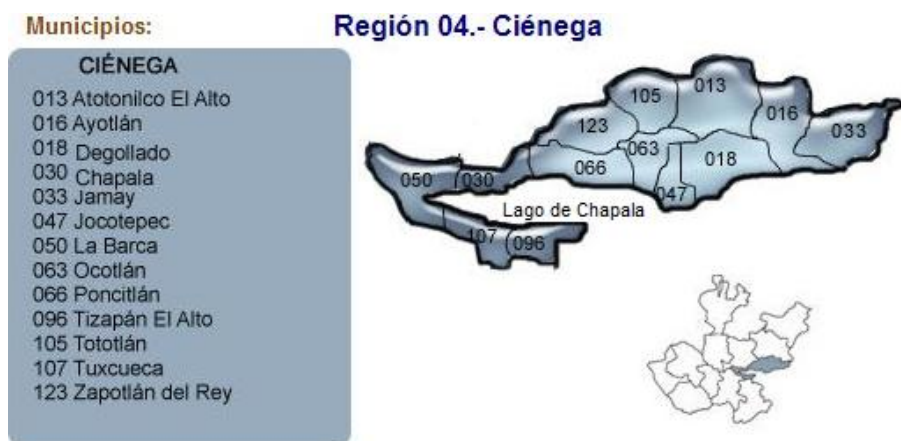 Municipios:
Región 04.- Ciénega
CIÉNEGA
013 Atotonilco El Alto
016 Ayotlán
018 Degollado
030 Chapala
033 Jamay
047 Jocotepec
050 La Barca
063 Ocotlán
066 Poncitlán
096 Tizapán El Alto
105 Tototlán
107 Tuxcueca
123 Zapotlán del Rey
013
105
016
123
033
063
018
066
050
030
047
Lago de Chapala
107
096